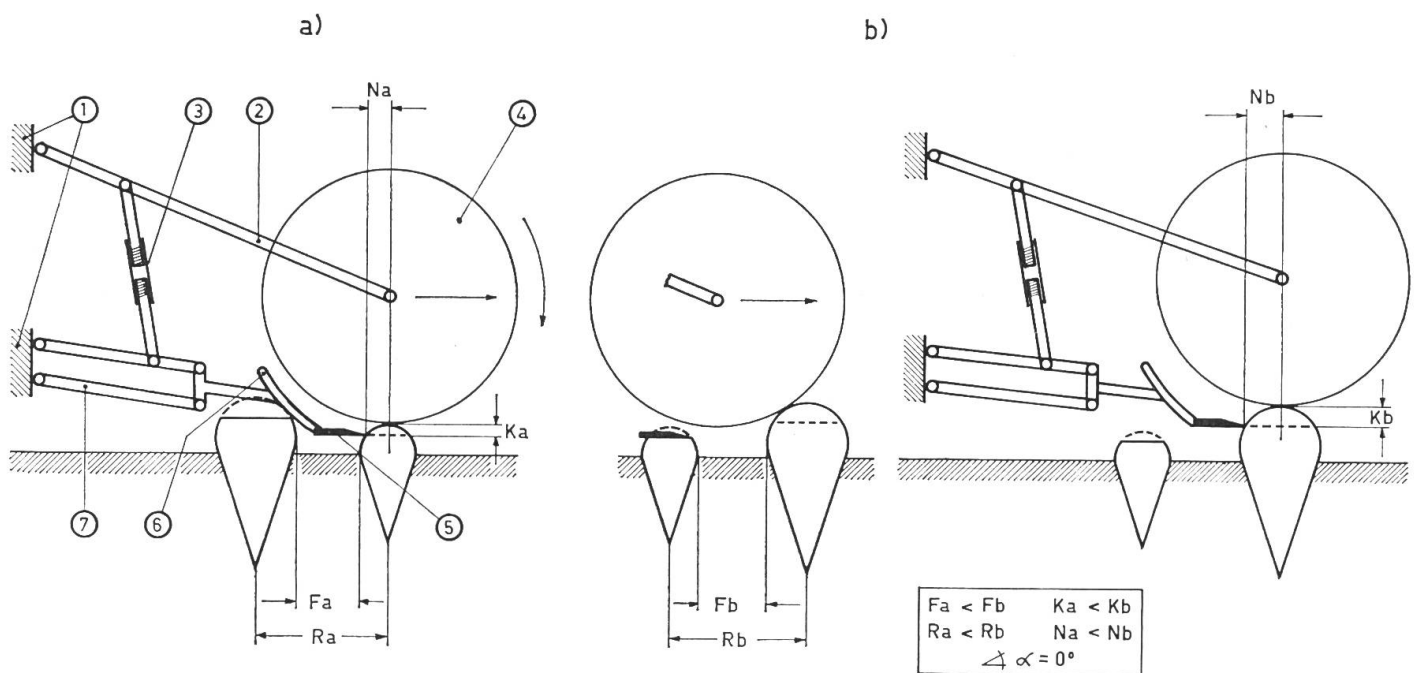 a)
b)
Na
Nb
1
3
2
4
Ka
Kb
7
6
5
Fa
Fb
Ra
Rb
Fa < Fb Ka < Kb
Ra < Rb Na < Nb
∡ α = 0°